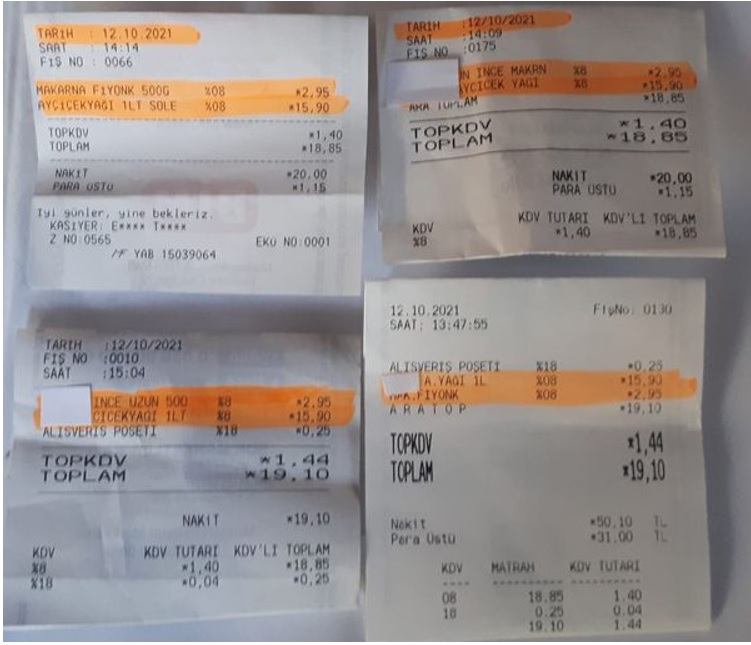 TARİH : 12.10.2021
SAAT : 14:14
FİŞ NO : 0066
MAKARNA FİYONK 500G %08 *2,95
AYÇİÇEKYAGI 1LT SOLE %08 *15,90
TOPKDV *1,40
TOPLAM *18,85
NAKİT *20,00
PARA ÜSTÜ *1,15
İyi günler, yine bekleriz.
KASİYER: E**** T****
Z NO:0565 EKÜ NO:0001
MF YAB 15039064
TARİH :12/10/2021
SAAT :14:09
FİŞ NO :0175
İNCE MAKRN %8 *2,95
AYÇİÇEK YAĞI %8 *15,90
ARA TOPLAM *18,85
TOPKDV *1,40
TOPLAM *18,85
NAKİT *20,00
PARA ÜSTÜ *1,15
KDV KDV TUTARI KDV'Lİ TOPLAM
%8 *1,40 *18,85
TARİH :12/10/2021
FİŞ NO :0010
SAAT :15:04
İNCE UZUN 500 %8 *2,95
ÇİÇEKYAĞI 1LT %8 *15,90
ALIŞVERİŞ POŞETİ %18 *0,25
TOPKDV *1,44
TOPLAM *19,10
NAKİT *19,10
KDV KDV TUTARI KDV'Lİ TOPLAM
%8 *1,40 *18,85
%18 *0,04 *0,25
12.10.2021 FişNo: 0130
SAAT: 13:47:55
ALISVERIS POSETI %18 *0,25
A.YAGI 1L %08 *15,90
FIYONK %08 *2,95
A R A T O P *19,10
TOPKDV *1,44
TOPLAM *19,10
Nakit *50,10 TL
Para Üstü *31,00 TL
KDV MATRAH KDV TUTARI
---- ------ ----
08 18.85 1.40
18 0.25 0.04
19.10 1.44